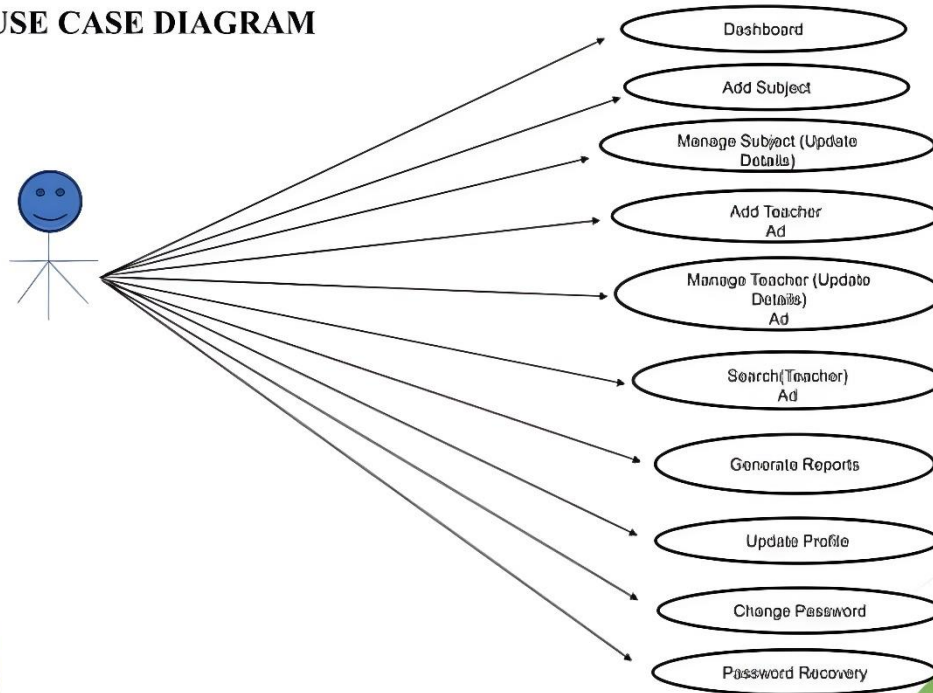 USE CASE DIAGRAM
Dashboard
Add Subject
Manage Subject (Update
Details)
Add Teacher
Ad
Manage Teacher (Update
Details)
Ad
Search(Teacher)
Ad
Generate Reports
Update Profile
Change Password
Password Recovery